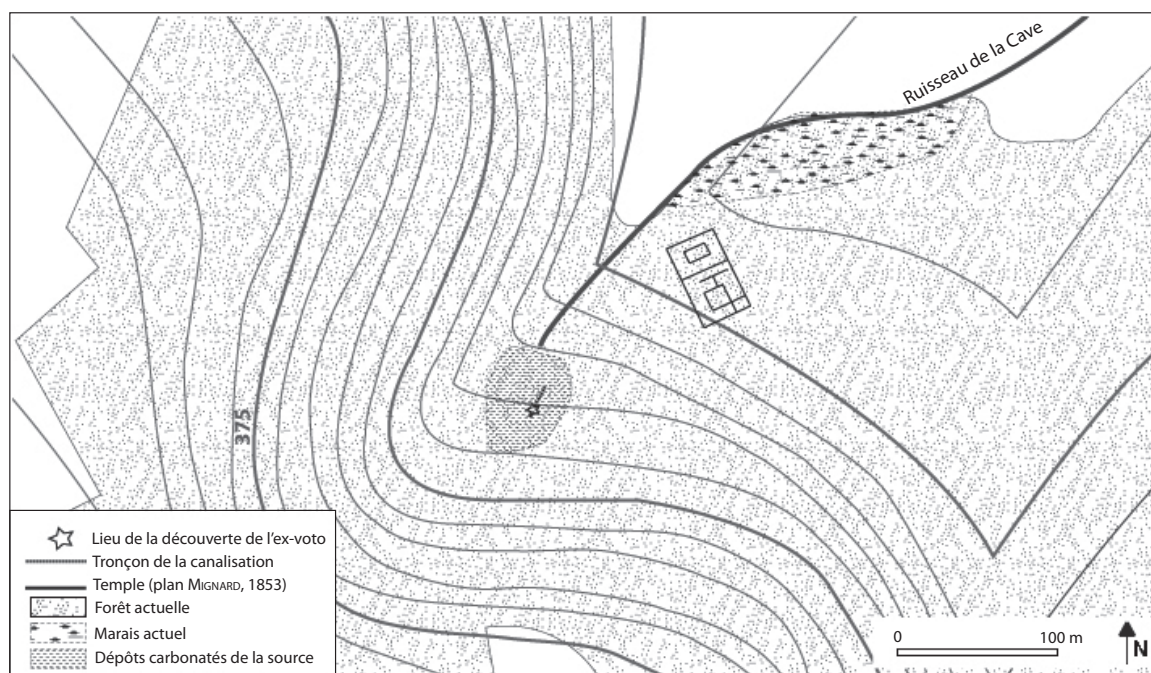 Ruisseau de la Cave
375
Lieu de la découverte de l'ex-voto
Tronçon de la canalisation
Temple (plan MIGNARD, 1853)
Forêt actuelle
Marais actuel
Dépôts carbonatés de la source
0 100 m N